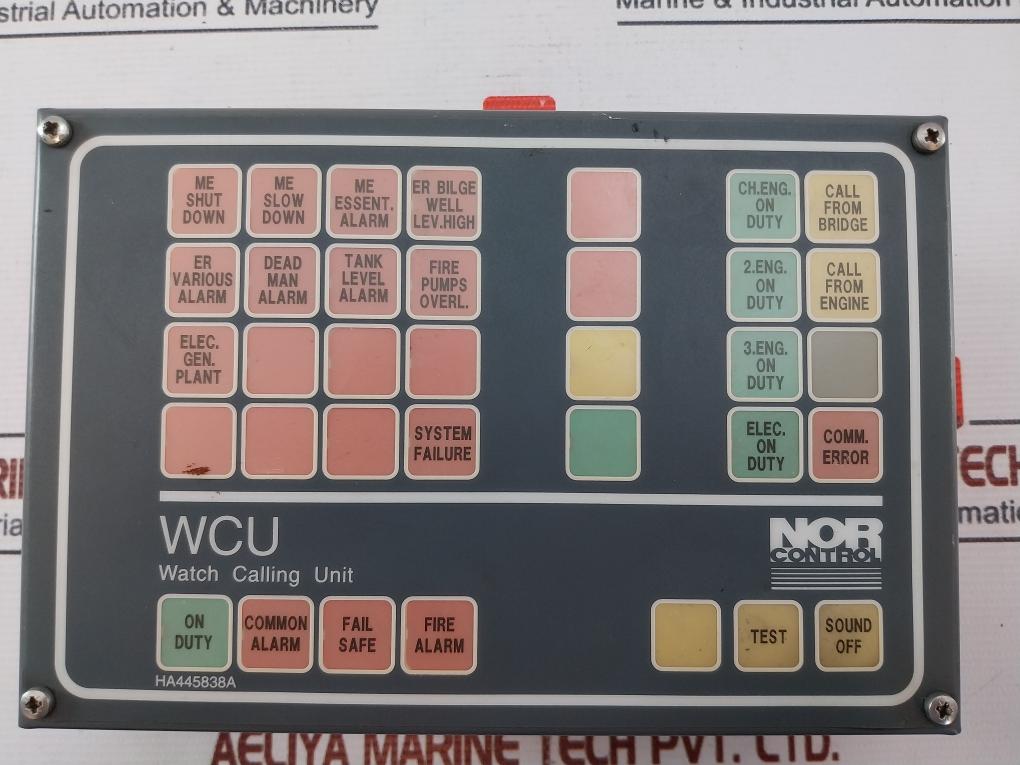 strial Automation & Machinery
Marine & Industrial Automation
ME
SHUT
DOWN
ME
SLOW
DOWN
ME
ESSENT.
ALARM
ER BILGE
WELL
LEV.HIGH
CH.ENG.
ON
DUTY
CALL
FROM
BRIDGE
ER
VARIOUS
ALARM
DEAD
MAN
ALARM
TANK
LEVEL
ALARM
FIRE
PUMPS
OVERL.
2.ENG.
ON
DUTY
CALL
FROM
ENGINE
ELEC.
GEN.
PLANT
3.ENG.
ON
DUTY
SYSTEM
FAILURE
ELEC.
ON
DUTY
COMM.
ERROR
WCU
Watch Calling Unit
NOR
CONTROL
ON
DUTY
COMMON
ALARM
FAIL
SAFE
FIRE
ALARM
TEST
SOUND
OFF
HA445838A
AELIYA MARINE TECH PVT. LTD.